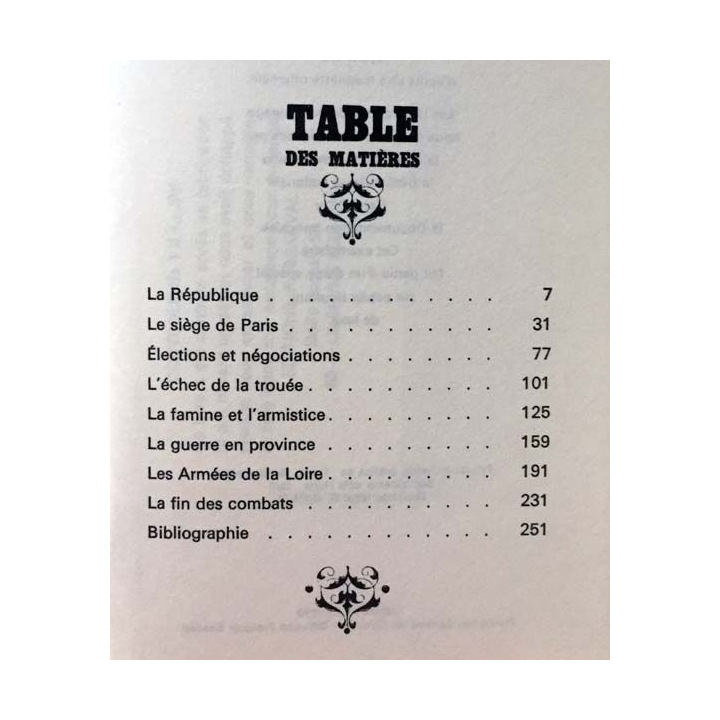 TABLE
DES MATIÈRES
La République . . . . . . . . . . . . 7
Le siège de Paris . . . . . . . . . . . 31
Élections et négociations . . . . . . . . 77
L'échec de la trouée . . . . . . . . . . 101
La famine et l'armistice . . . . . . . . . 125
La guerre en province . . . . . . . . . 159
Les Armées de la Loire . . . . . . . . . 191
La fin des combats . . . . . . . . . . 231
Bibliographie . . . . . . . . . . . . 251